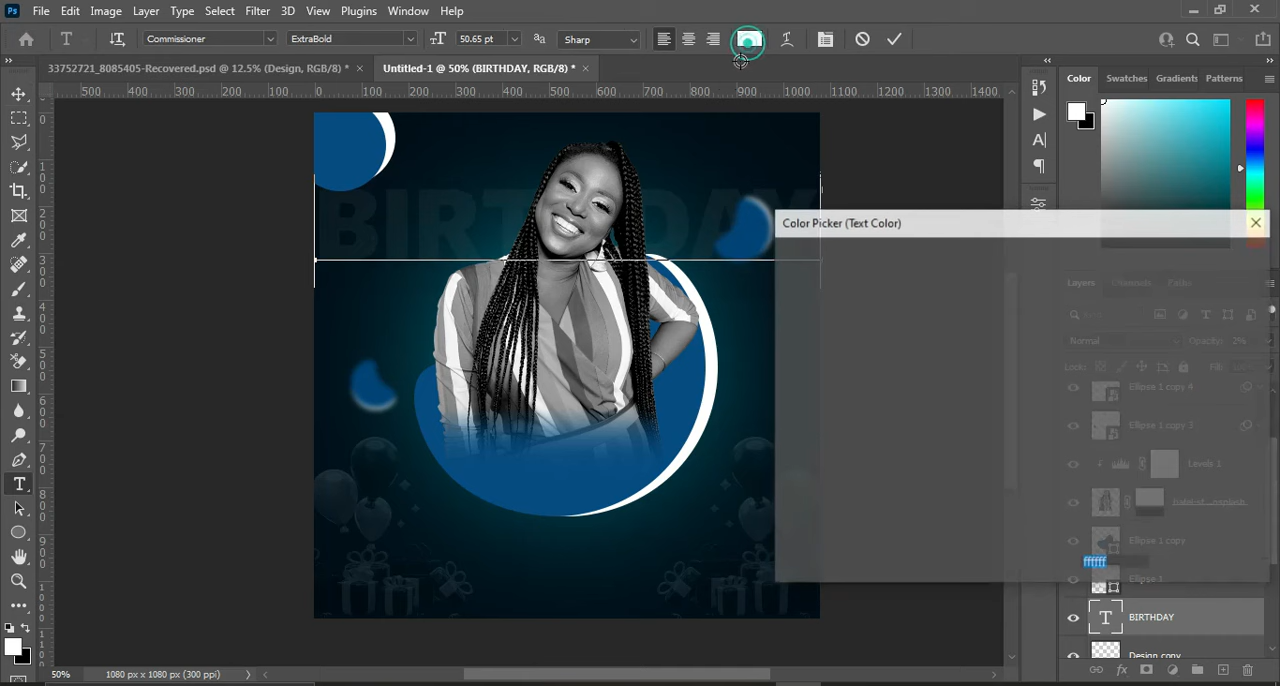 Ps File Edit Image Layer Type Select Filter 3D View Plugins Window Help
Commissioner ExtraBold 50.65 pt Sharp
33752721_8085405-Recovered.psd @ 12.5% (Design, RGB/8) * Untitled-1 @ 50% (BIRTHDAY, RGB/8) *
Color Swatches Gradients Patterns
500 400 300 200 100 0 100 200 300 400 500 600 700 800 900 1000 1100 1200 1300 1400
BIRTHDAY
Color Picker (Text Color)
Layers Channels Paths
Normal Opacity: 2%
Lock: Fill:
Ellipse 1 copy 4
Ellipse 1 copy 3
Levels 1
Ellipse 1 copy
ffffff
Ellipse 1
BIRTHDAY
Design copy
50% 1080 px x 1080 px (300 ppi)